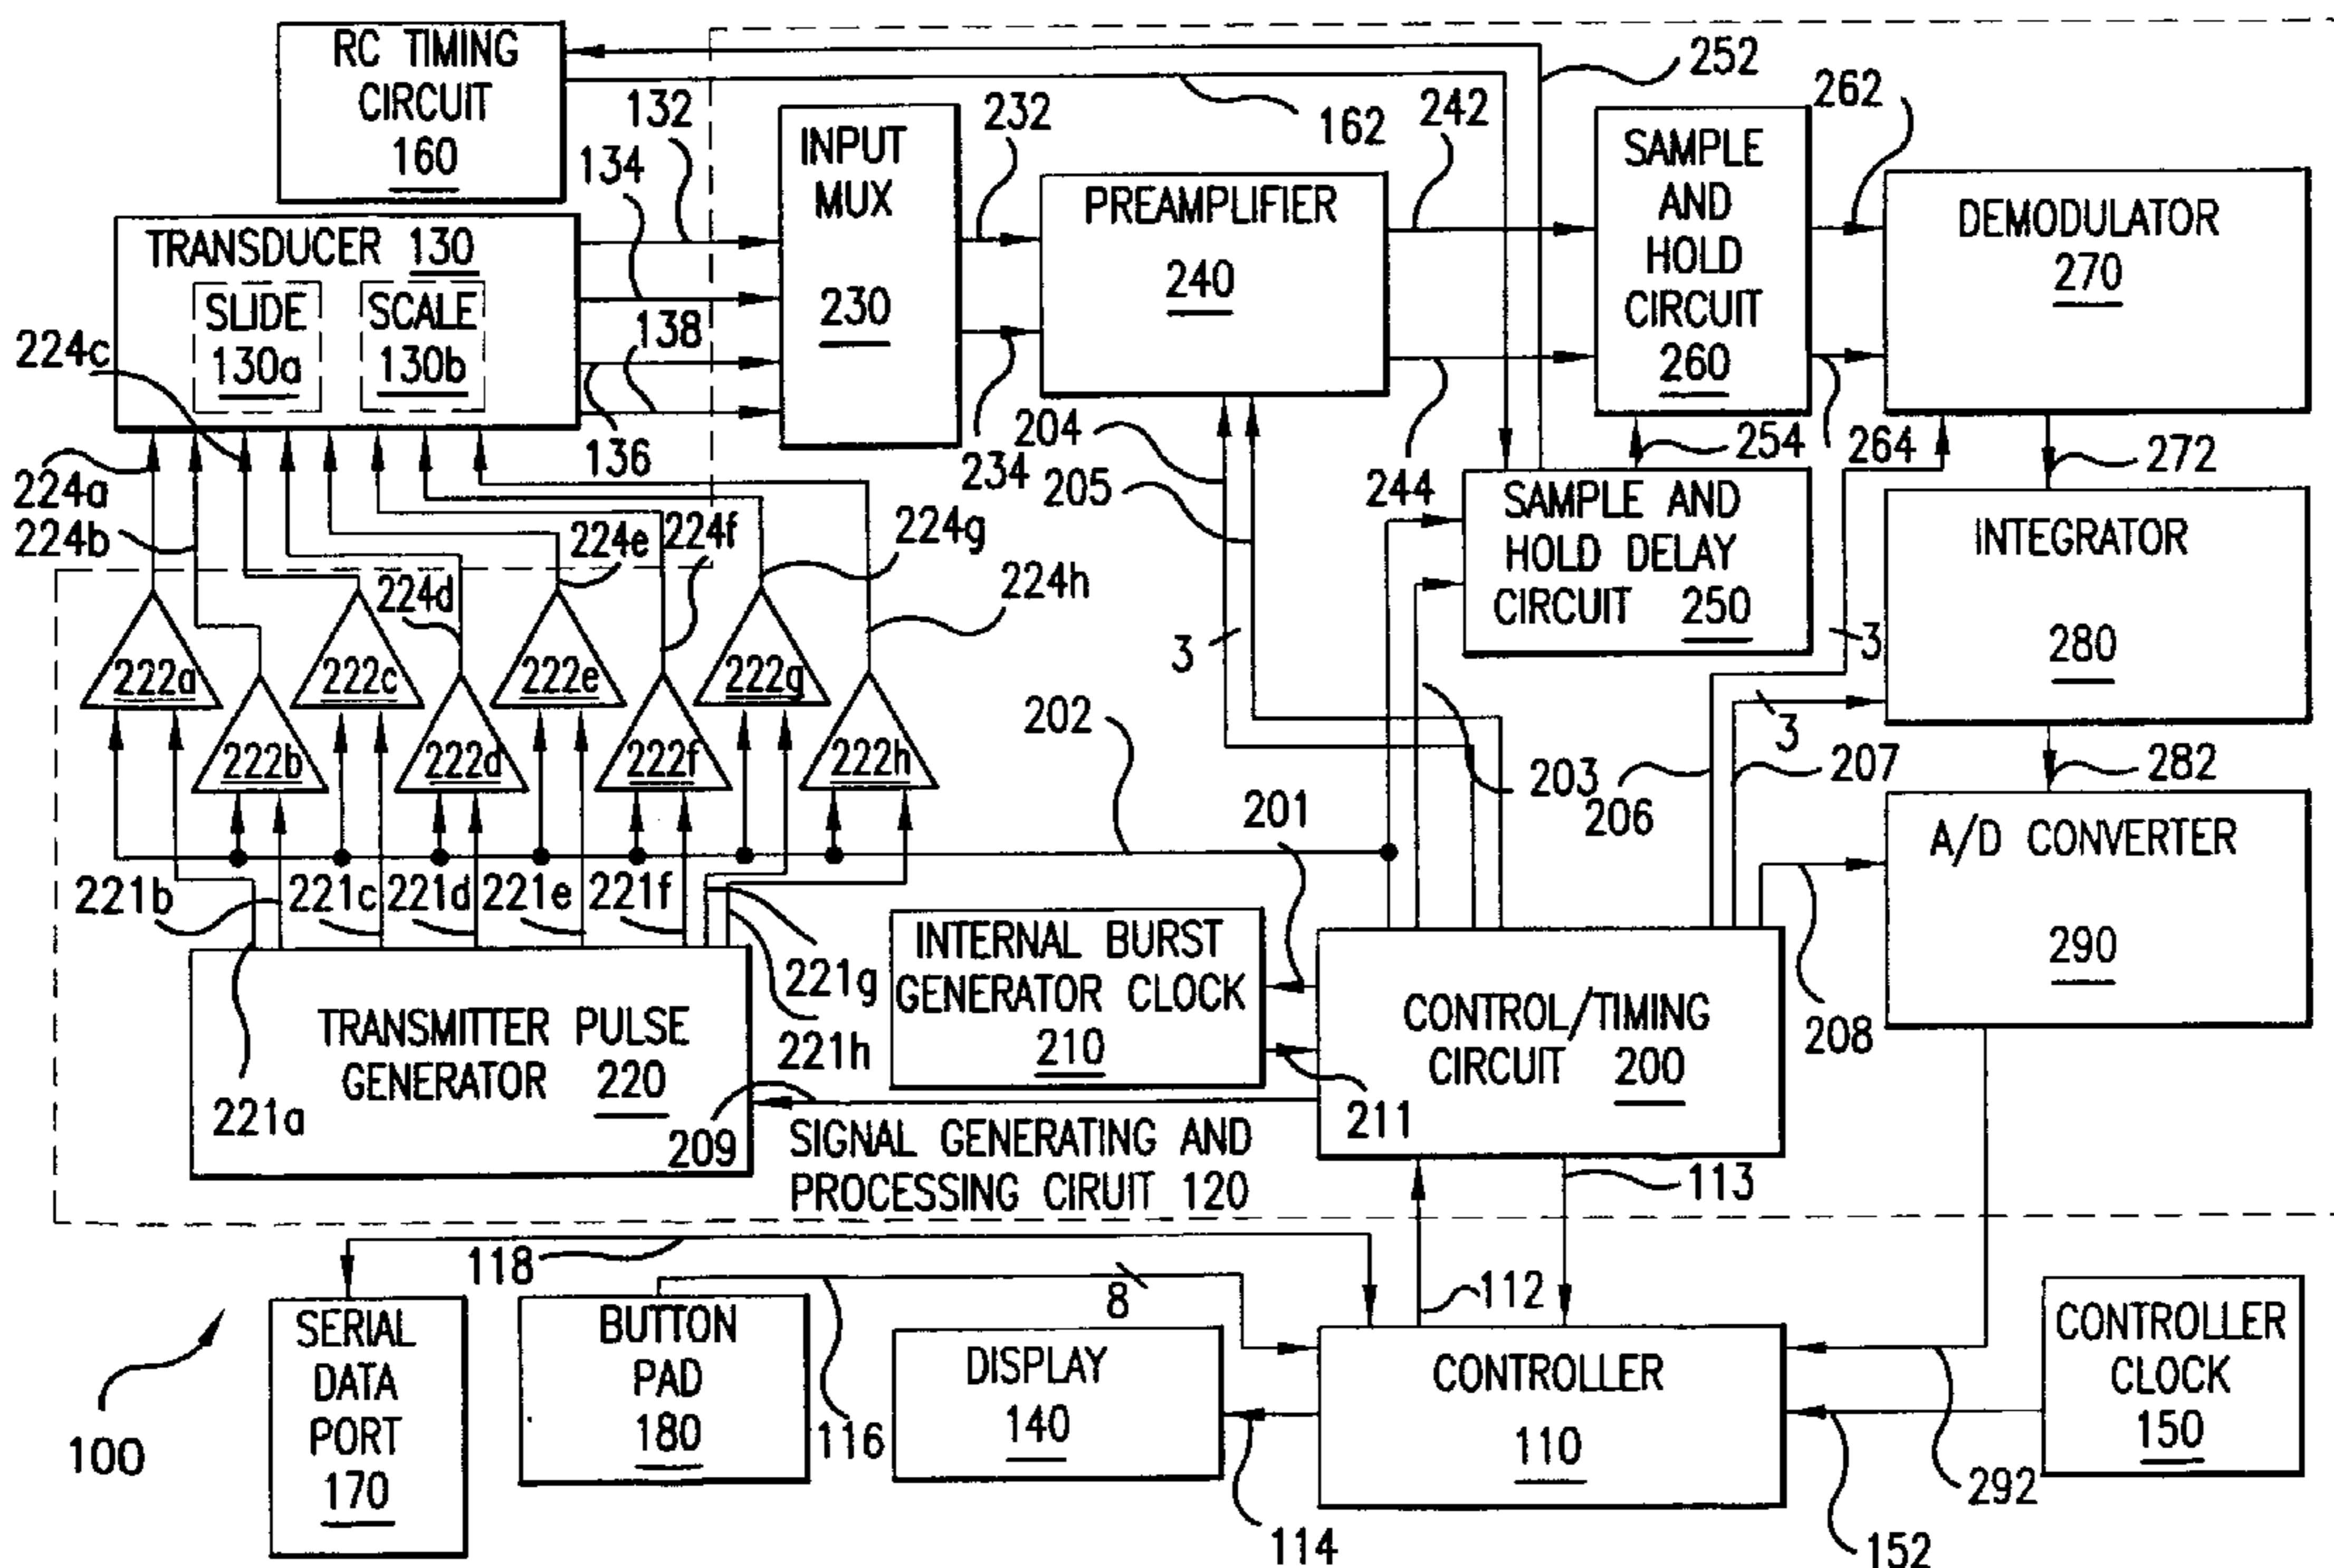 RC TIMING
CIRCUIT
160
252
132
162
242
262
134
INPUT
MUX
230
232
PREAMPLIFIER
240
SAMPLE
AND
HOLD
CIRCUIT
260
DEMODULATOR
270
TRANSDUCER 130
SLIDE
130a
SCALE
130b
138
136
224c
234
204
205
244
254
264
272
224a
224b
224e
224f
224g
224d
224h
SAMPLE AND
HOLD DELAY
CIRCUIT 250
INTEGRATOR
280
3
3
3
222a
222c
222e
222g
222b
222d
222f
222h
202
201
203
206
207
282
A/D CONVERTER
290
221b
221c
221d
221e
221f
221g
221h
221a
INTERNAL BURST
GENERATOR CLOCK
210
CONTROL/TIMING
CIRCUIT 200
208
TRANSMITTER PULSE
GENERATOR 220
209
211
SIGNAL GENERATING AND
PROCESSING CIRUIT 120
113
118
8
112
100
SERIAL
DATA
PORT
170
BUTTON
PAD
180
116
DISPLAY
140
CONTROLLER
110
CONTROLLER
CLOCK
150
292
114
152